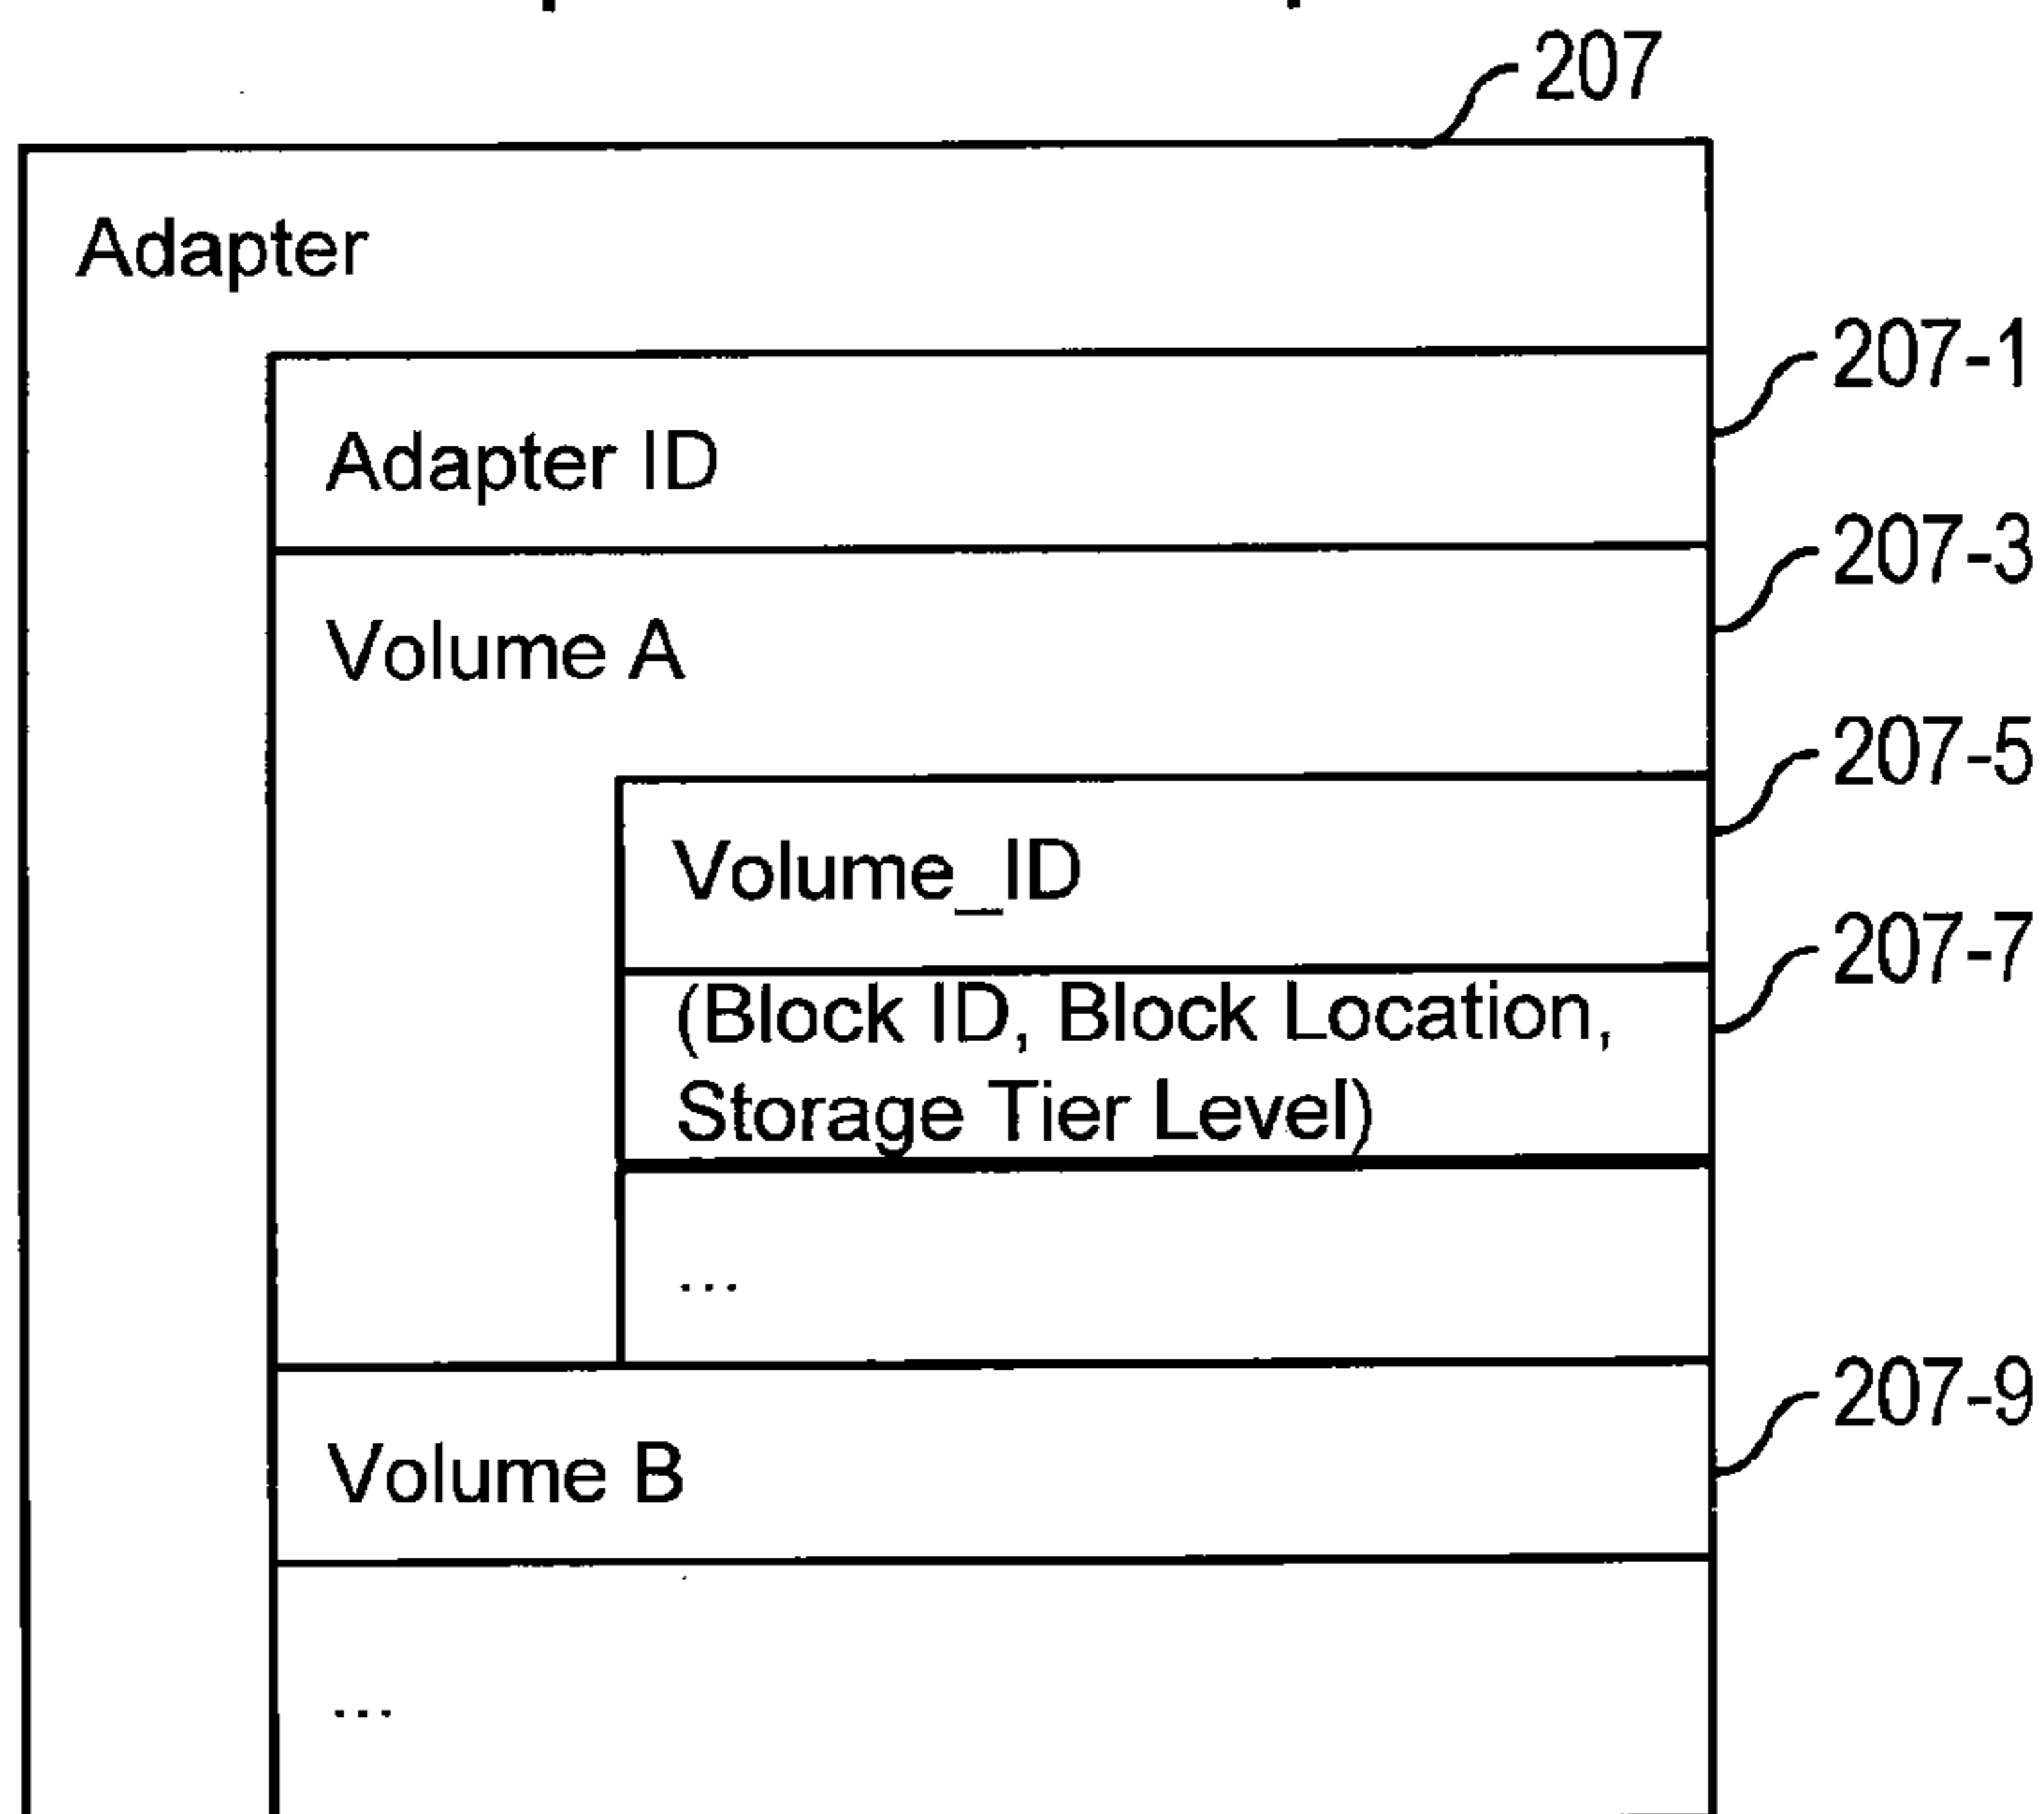 207
Adapter
207-1
Adapter ID
207-3
Volume A
207-5
Volume_ID
207-7
(Block ID, Block Location,
Storage Tier Level)
...
207-9
Volume B
...